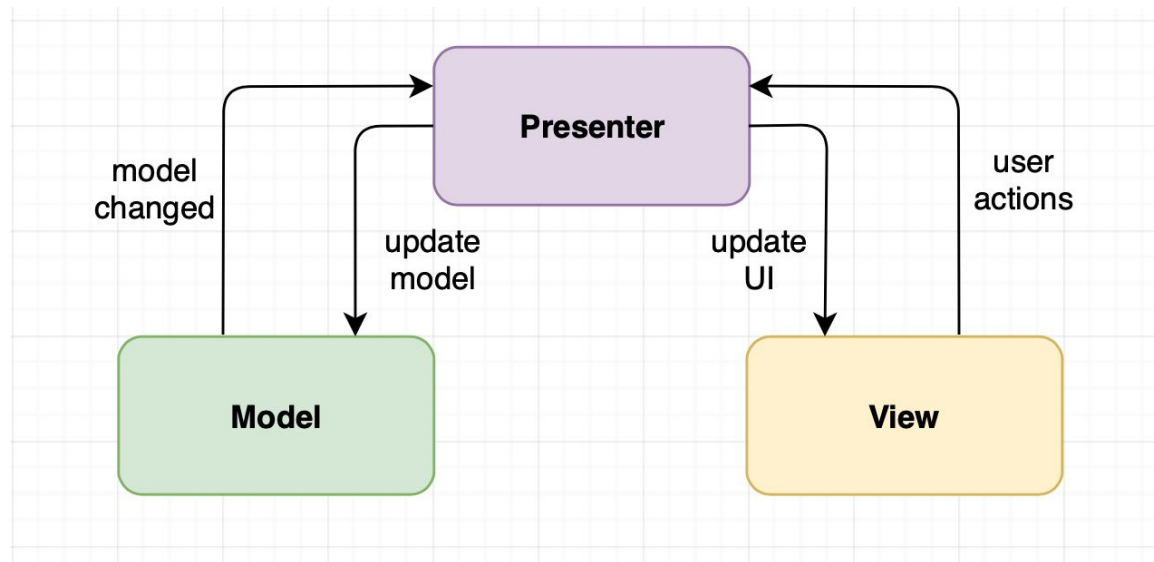 Presenter
model
changed
user
actions
update
model
update
UI
Model
View